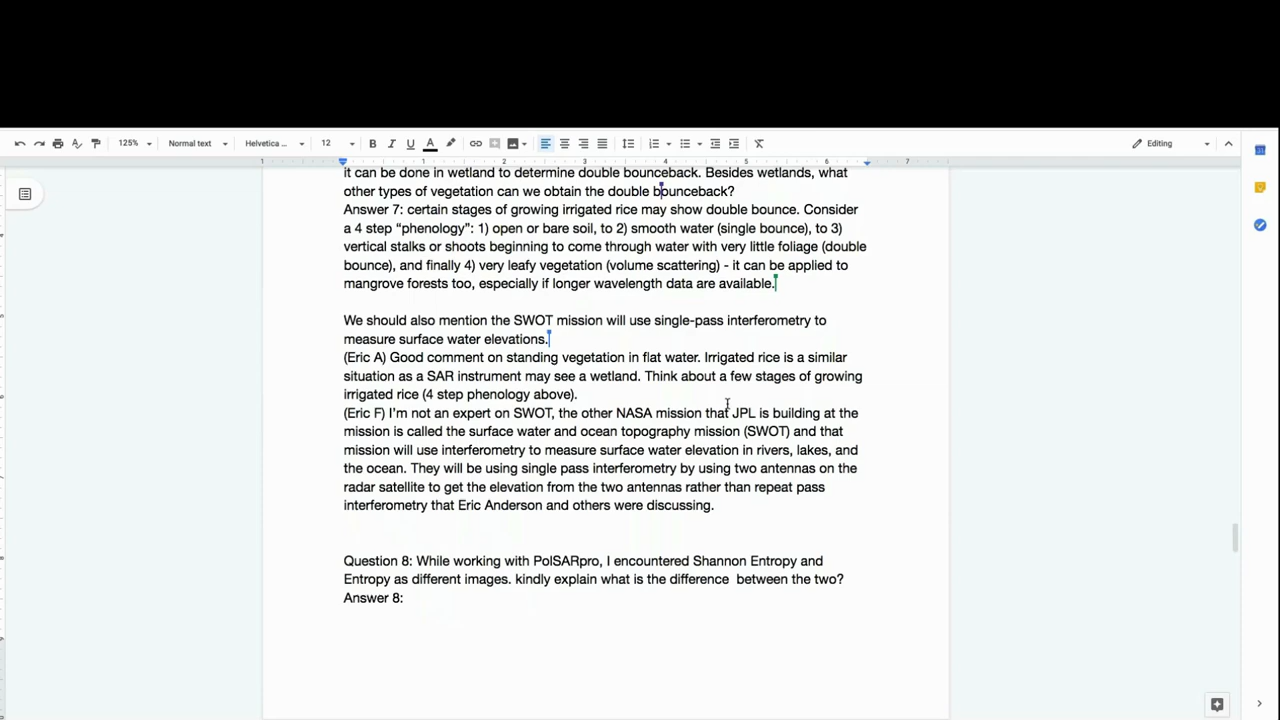 125%
Normal text
Helvetica ...
12
Editing
1 1 2 3 4 5 6 7
it can be done in wetland to determine double bounceback. Besides wetlands, what
other types of vegetation can we obtain the double bounceback?
Answer 7: certain stages of growing irrigated rice may show double bounce. Consider
a 4 step “phenology”: 1) open or bare soil, to 2) smooth water (single bounce), to 3)
vertical stalks or shoots beginning to come through water with very little foliage (double
bounce), and finally 4) very leafy vegetation (volume scattering) - it can be applied to
mangrove forests too, especially if longer wavelength data are available.
We should also mention the SWOT mission will use single-pass interferometry to
measure surface water elevations.
(Eric A) Good comment on standing vegetation in flat water. Irrigated rice is a similar
situation as a SAR instrument may see a wetland. Think about a few stages of growing
irrigated rice (4 step phenology above).
(Eric F) I’m not an expert on SWOT, the other NASA mission that JPL is building at the
mission is called the surface water and ocean topography mission (SWOT) and that
mission will use interferometry to measure surface water elevation in rivers, lakes, and
the ocean. They will be using single pass interferometry by using two antennas on the
radar satellite to get the elevation from the two antennas rather than repeat pass
interferometry that Eric Anderson and others were discussing.
Question 8: While working with PolSARpro, I encountered Shannon Entropy and
Entropy as different images. kindly explain what is the difference  between the two?
Answer 8: